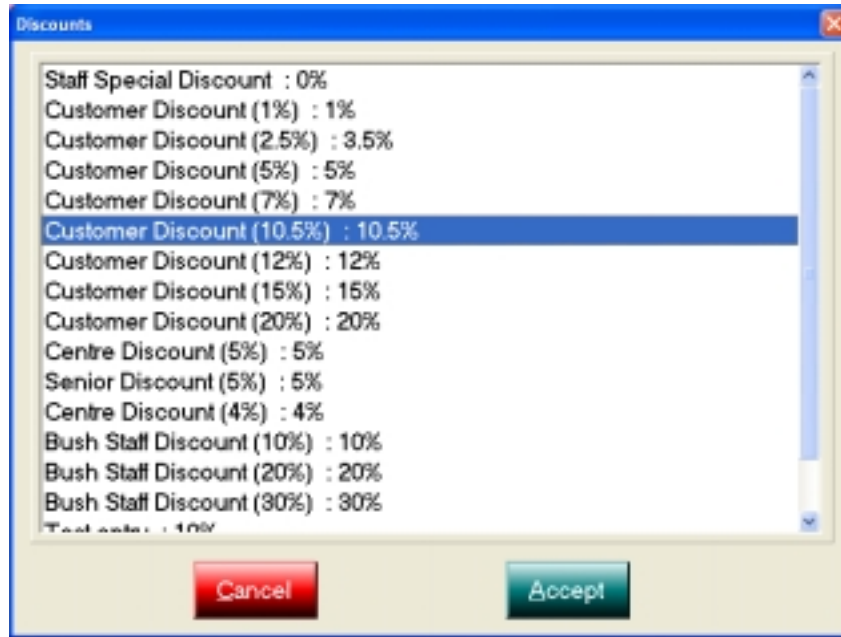 Discounts
Staff Special Discount : 0%
Customer Discount (1%) : 1%
Customer Discount (2.5%) : 3.5%
Customer Discount (5%) : 5%
Customer Discount (7%) : 7%
Customer Discount (10.5%) : 10.5%
Customer Discount (12%) : 12%
Customer Discount (15%) : 15%
Customer Discount (20%) : 20%
Centre Discount (5%) : 5%
Senior Discount (5%) : 5%
Centre Discount (4%) : 4%
Bush Staff Discount (10%) : 10%
Bush Staff Discount (20%) : 20%
Bush Staff Discount (30%) : 30%
Cancel Accept